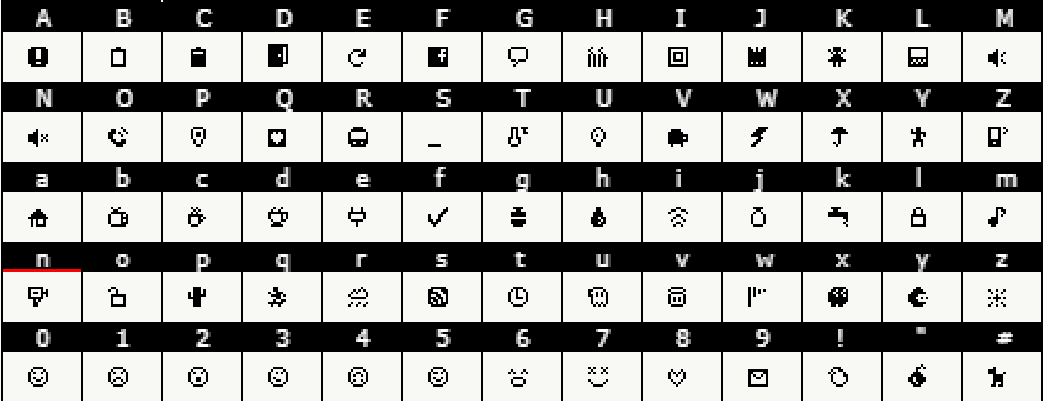 A B C D E F G H I J K L M
N O P Q R S T U V W X Y Z
a b c d e f g h i j k l m
n o p q r s t u v w x y z
0 1 2 3 4 5 6 7 8 9 ! " #